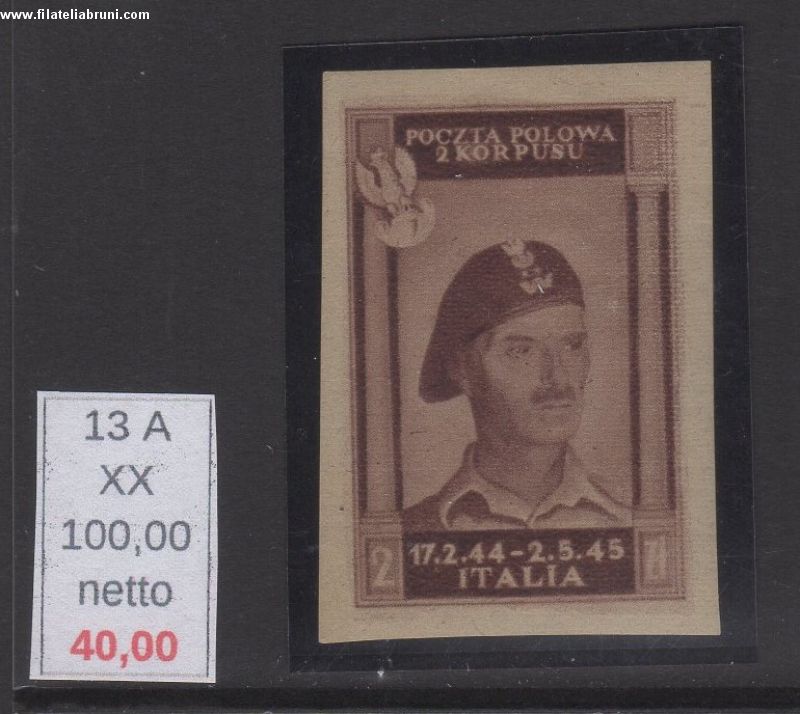 www.filateliabruni.com
POCZTA POLOWA
2 KORPUSU
2 17.2.44-2.5.45 Zł
ITALIA
13 A
XX
100,00
netto
40,00